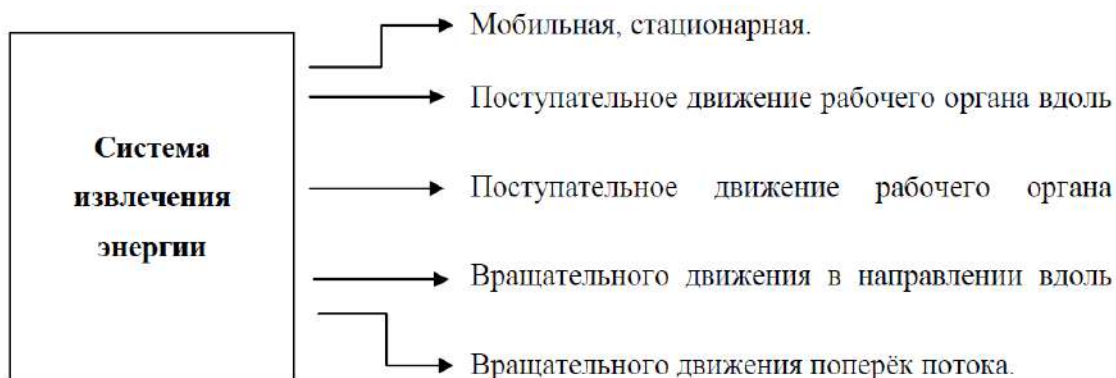 Система
извлечения
энергии
Мобильная, стационарная.
Поступательное движение рабочего органа вдоль
Поступательное движение рабочего органа
Вращательного движения в направлении вдоль
Вращательного движения поперёк потока.